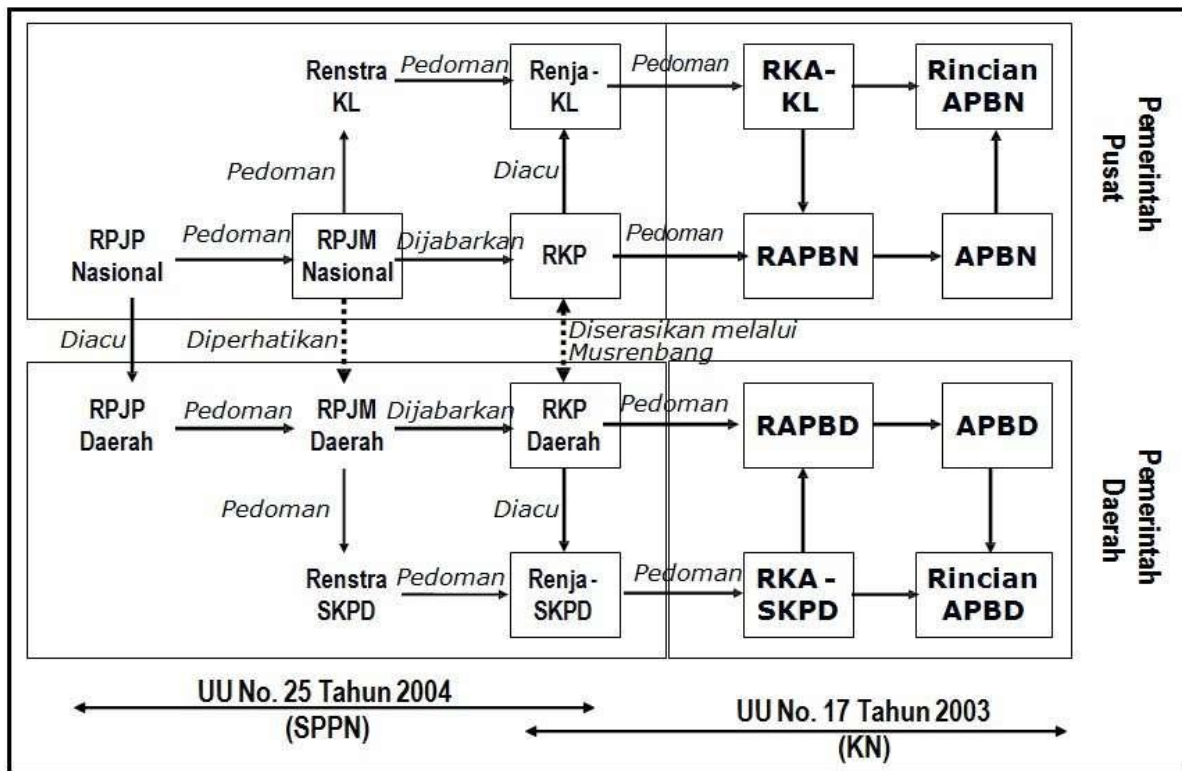 Renstra
KL
Pedoman
Renja-
KL
Pedoman
RKA-
KL
Rincian
APBN
Pedoman
Diacu
RPJP
Nasional
Pedoman
RPJM
Nasional
Dijabarkan
RKP
Pedoman
RAPBN
APBN
Pemerintah
Pusat
Diacu
Diperhatikan
Diserasikan melalui
Musrenbang
RPJP
Daerah
Pedoman
RPJM
Daerah
Dijabarkan
RKP
Daerah
Pedoman
RAPBD
APBD
Pedoman
Diacu
Renstra
SKPD
Pedoman
Renja-
SKPD
Pedoman
RKA -
SKPD
Rincian
APBD
Pemerintah
Daerah
UU No. 25 Tahun 2004
(SPPN)
UU No. 17 Tahun 2003
(KN)